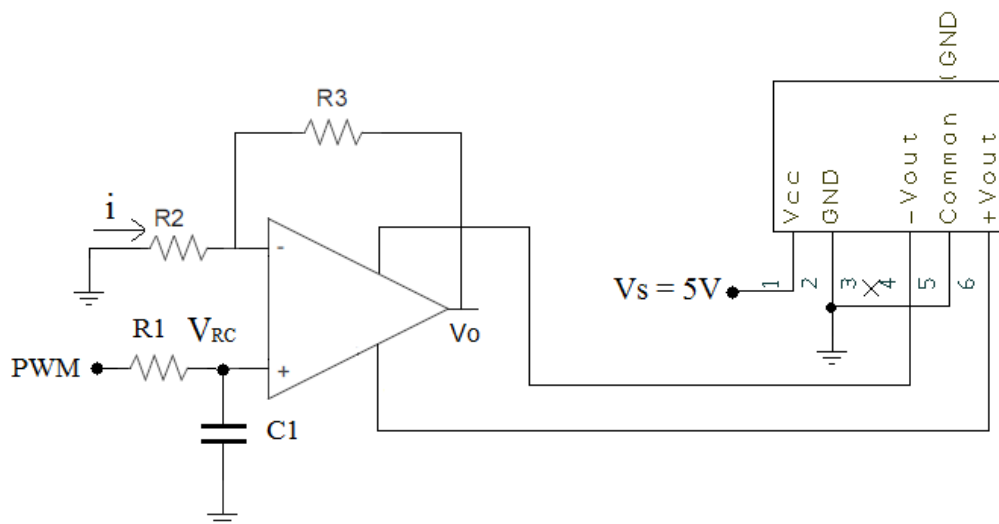 (GND
R3
Vcc
GND
-Vout
Common
+Vout
i
R2
-
Vs = 5V
1
2
3
4
5
6
R1
VRC
Vo
PWM
+
C1